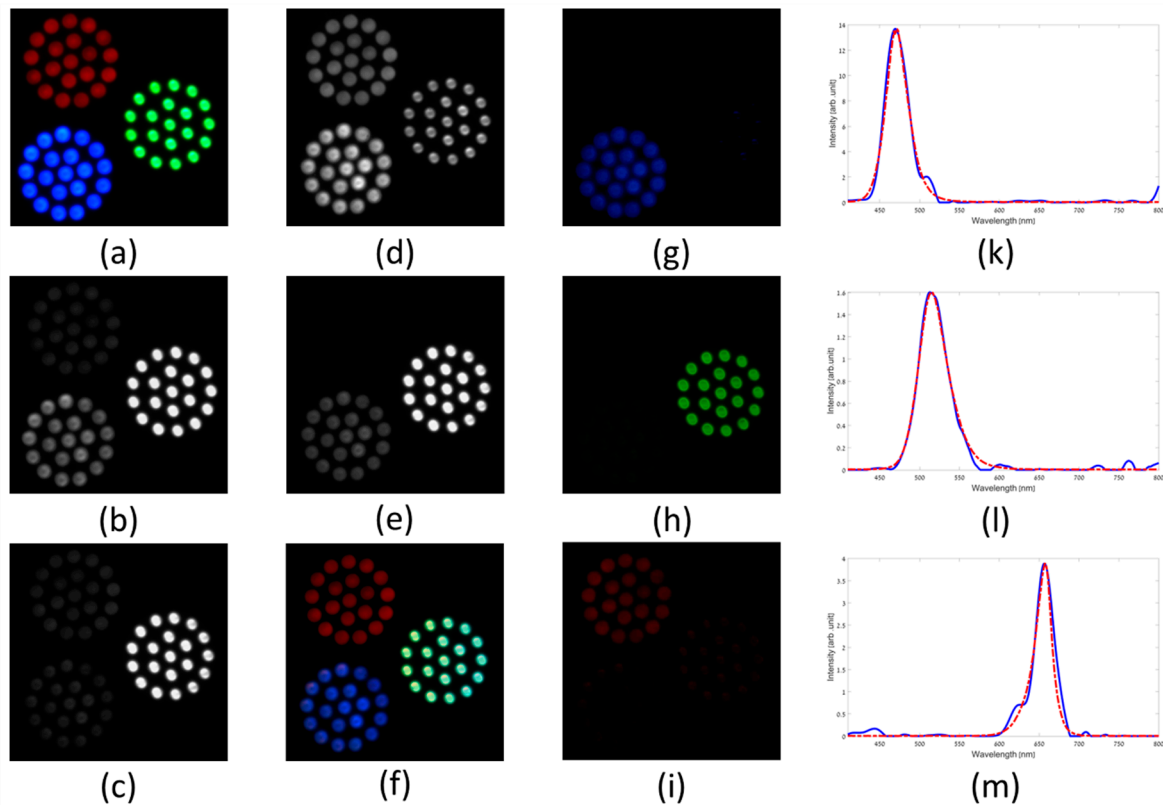 (a)
(d)
(g)
14
12
10
8
6
4
2
0
Intensity (arb .unit)
450
500
550
600
650
700
750
800
Wavelength (nm)
(k)
(b)
(e)
(h)
1.6
1.4
1.2
1
0.8
0.6
0.4
0.2
0
Intensity (arb.unit)
450
500
550
600
650
700
750
800
Wavelength (nm)
(l)
(c)
(f)
(i)
4
3.5
3
2.5
2
1.5
1
0.5
0
Intensity (arb .unit)
450
500
550
600
650
700
750
800
Wavelength (nm)
(m)